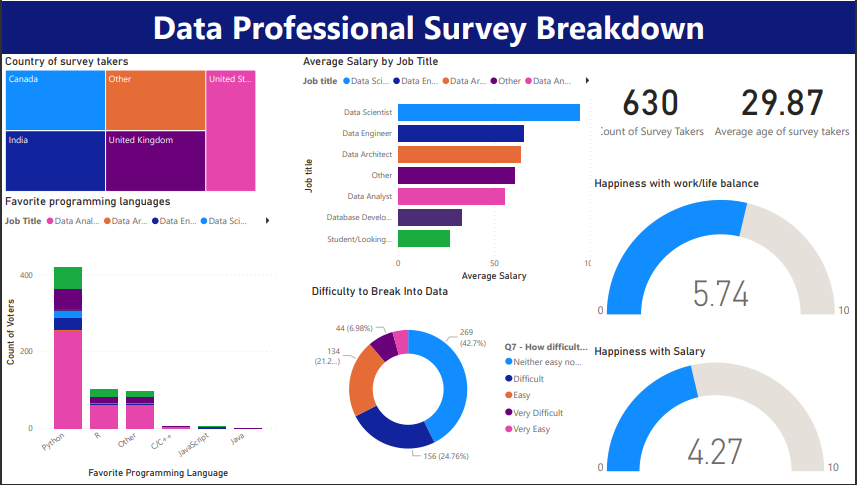 Data Professional Survey Breakdown
Country of survey takers
Canada
Other
United St...
India
United Kingdom
Favorite programming languages
Job Title
Data Anal...
Data Ar...
Data En...
Data Sci...
Count of Voters
400
200
0
Python
R
Other
C/C++
JavaScript
Java
Favorite Programming Language
Average Salary by Job Title
Job title
Data Sci...
Data En...
Data Ar...
Other
Data An...
Job title
Data Scientist
Data Engineer
Data Architect
Other
Data Analyst
Database Develo...
Student/Looking...
0
50
10
Average Salary
Difficulty to Break Into Data
44 (6.98%)
269
(42.7%)
134
(21.2...)
156 (24.76%)
Q7 - How difficult...
Neither easy no...
Difficult
Easy
Very Difficult
Very Easy
630
Count of Survey Takers
29.87
Average age of survey takers
Happiness with work/life balance
5.74
0
10
Happiness with Salary
4.27
0
10